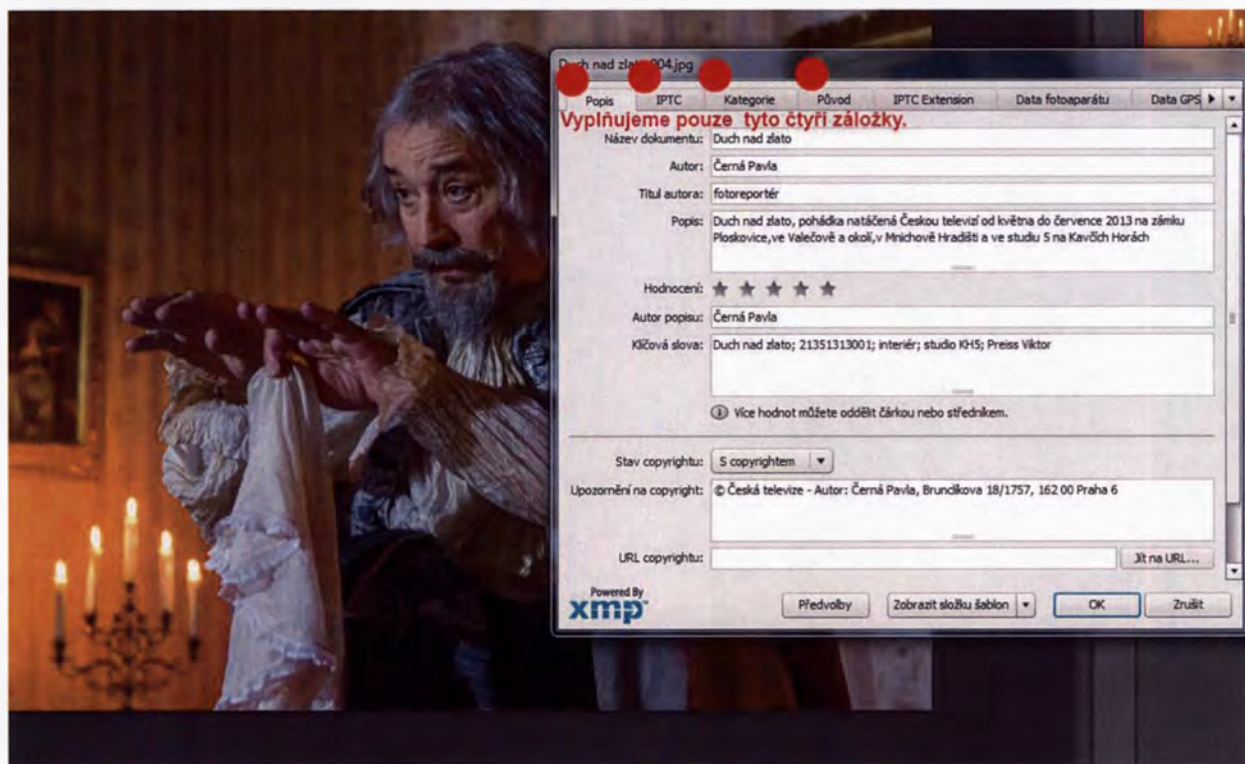 Duch nad zlato004.jpg
Popis IPTC Kategorie Původ IPTC Extension Data fotoaparátu Data GPS
Vyplňujeme pouze tyto čtyři záložky.
Název dokumentu: Duch nad zlato
Autor: Černá Pavla
Titul autora: fotoreportér
Popis: Duch nad zlato, pohádka natáčená Českou televizí od května do července 2013 na zámku
Ploskovice,ve Valečově a okolí,v Mnichově Hradišti a ve studiu 5 na Kavčích Horách
Hodnocení:
Autor popisu: Černá Pavla
Klíčová slova: Duch nad zlato; 21351313001; interiér; studio KH5; Preiss Viktor
Více hodnot můžete oddělit čárkou nebo středníkem.
Stav copyrightu: S copyrightem
Upozornění na copyright: © Česká televize - Autor: Černá Pavla, Brunclíkova 18/1757, 162 00 Praha 6
URL copyrightu: Jít na URL...
Powered By
xmp Předvolby Zobrazit složku šablon OK Zrušit